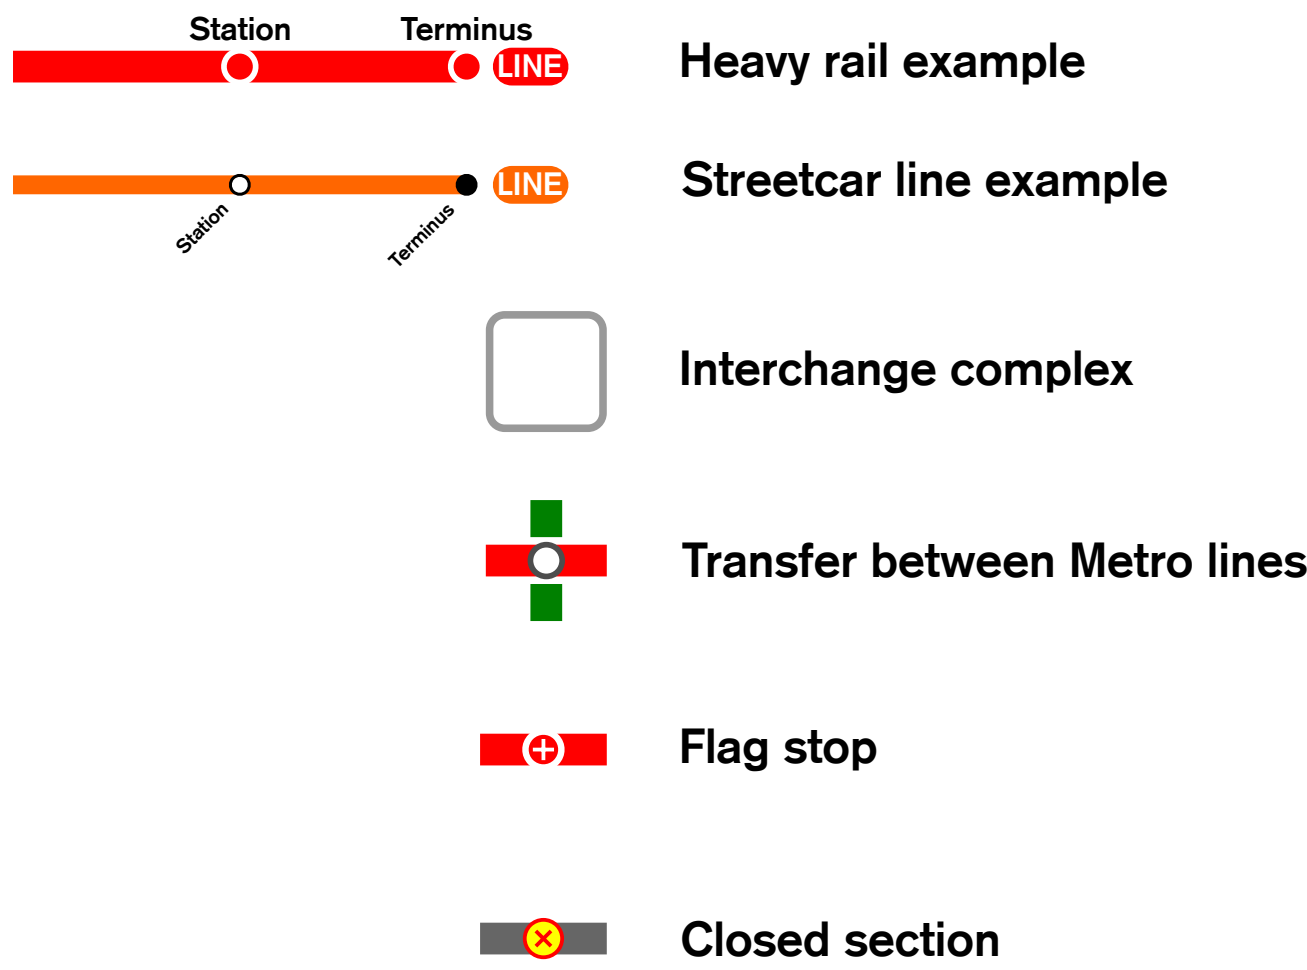 Station Terminus
LINE Heavy rail example
LINE Streetcar line example
Station Terminus
Interchange complex
Transfer between Metro lines
Flag stop
Closed section